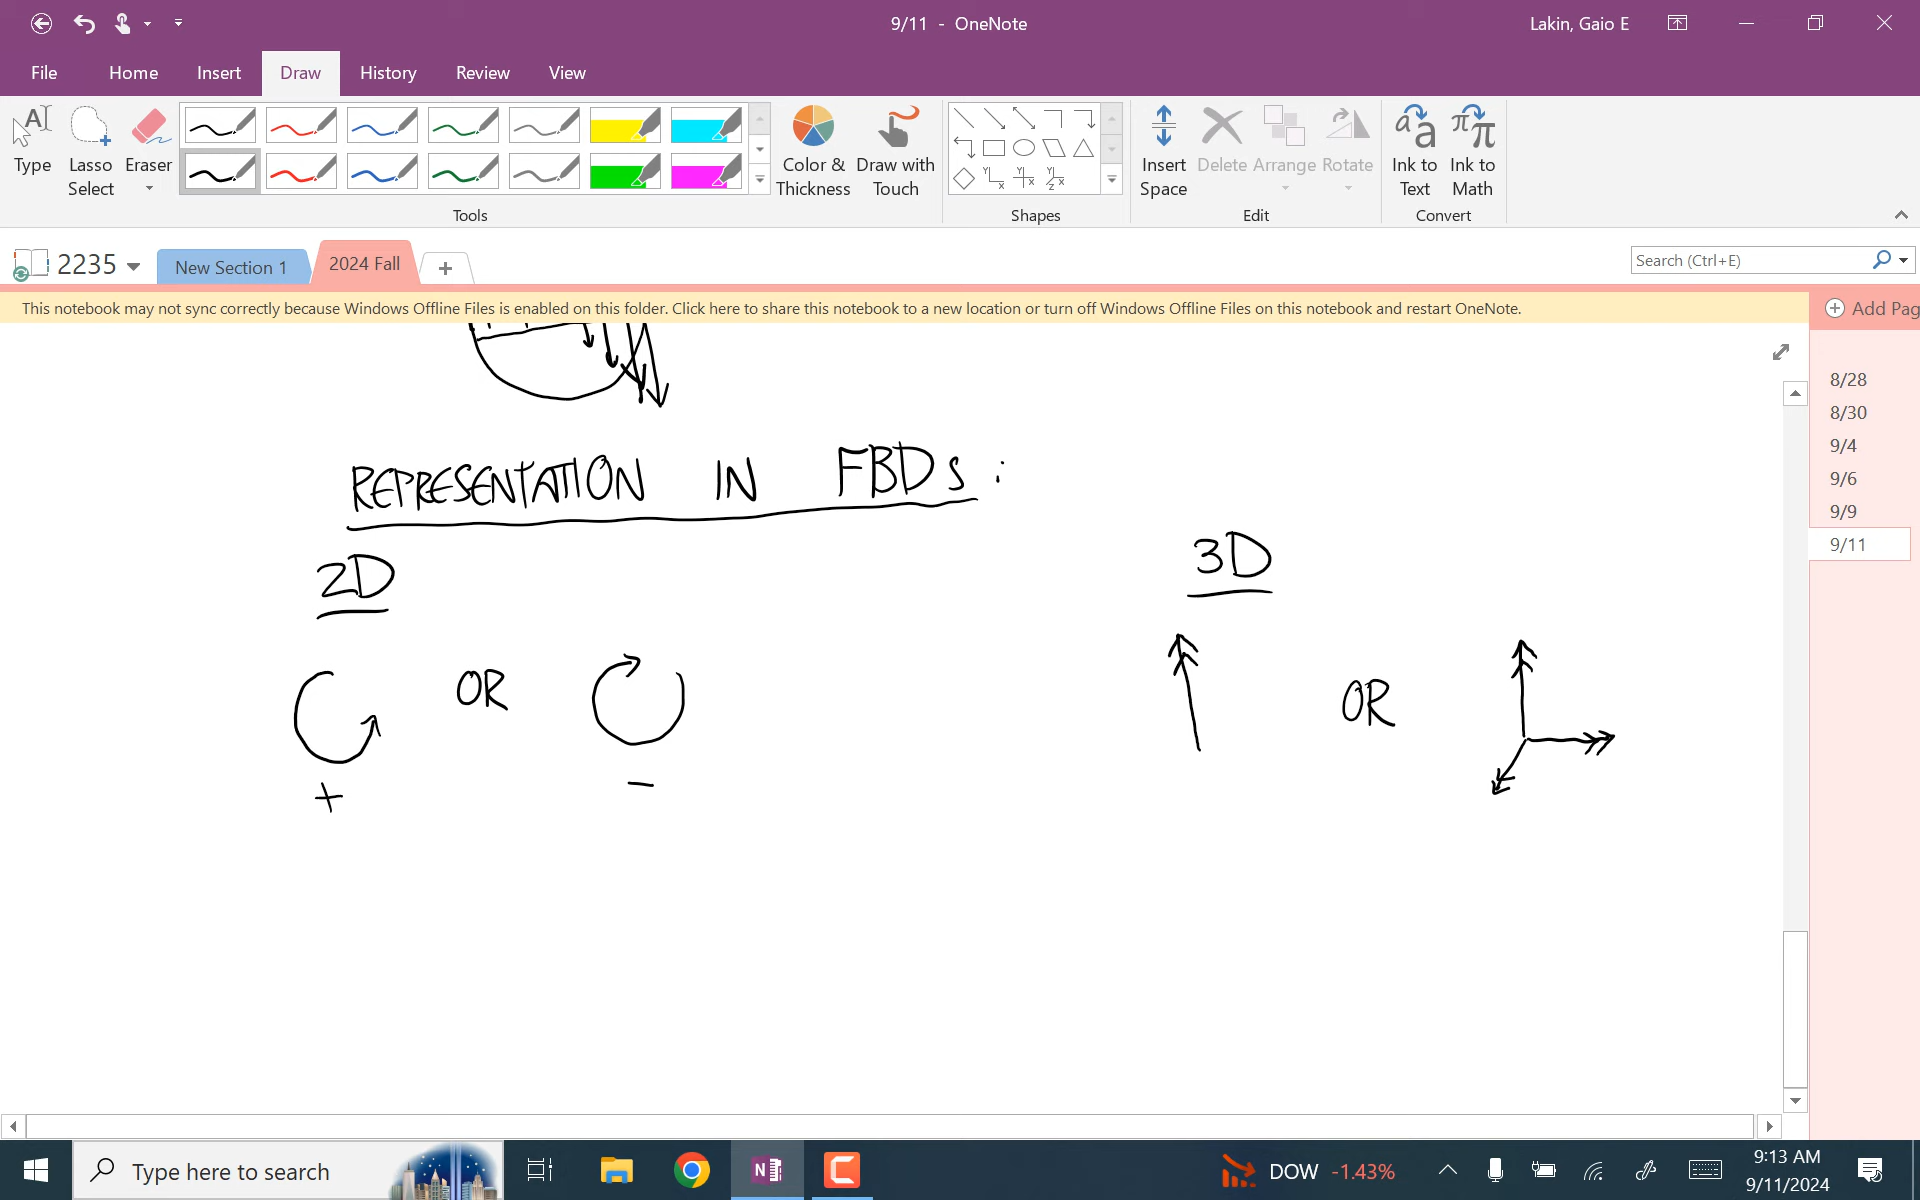 9/11 - OneNote
Lakin, Gaio E
File Home Insert Draw History Review View
Type
Lasso Select
Eraser
Color & Thickness
Draw with Touch
Insert Space
Delete
Arrange
Rotate
Ink to Text
Ink to Math
Tools Shapes Edit Convert
2235
New Section 1
2024 Fall
Search (Ctrl+E)
This notebook may not sync correctly because Windows Offline Files is enabled on this folder. Click here to share this notebook to a new location or turn off Windows Offline Files on this notebook and restart OneNote.
Add Pag
8/28
8/30
9/4
9/6
9/9
9/11
REPRESENTATION IN FBDs :
2D
3D
OR
OR
+
-
Type here to search
DOW -1.43%
9:13 AM
9/11/2024